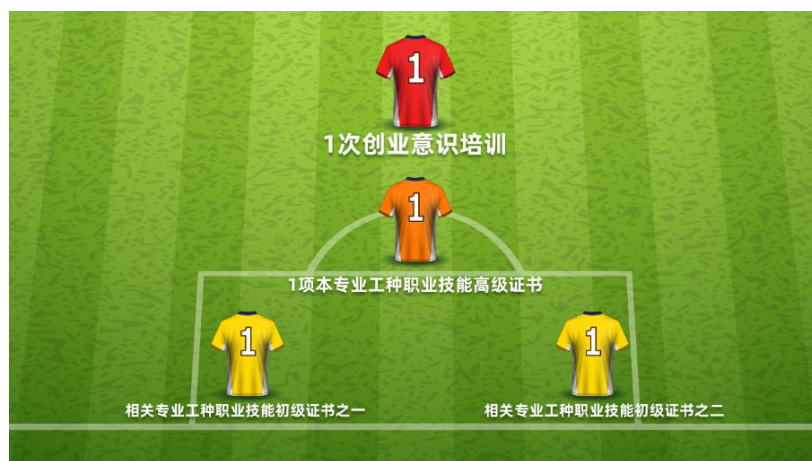 1
1次创业意识培训
1
1项本专业工种职业技能高级证书
1
1
相关专业工种职业技能初级证书之一
相关专业工种职业技能初级证书之二